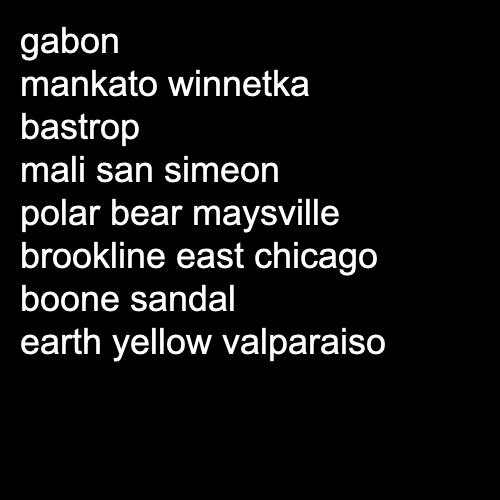 gabon
mankato winnetka
bastrop
mali san simeon
polar bear maysville
brookline east chicago
boone sandal
earth yellow valparaiso